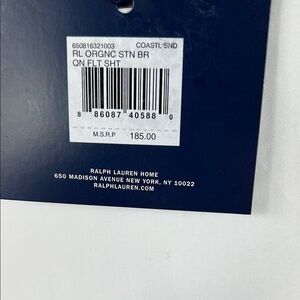 650816321003 COASTL'SND
RL ORGNC STN BR
QN FLT SHT
8 86087 40588 0
M.S.R.P 185.00
RALPH LAUREN HOME
650 MADISON AVENUE NEW YORK, NY 10022
RALPHLAUREN.COM